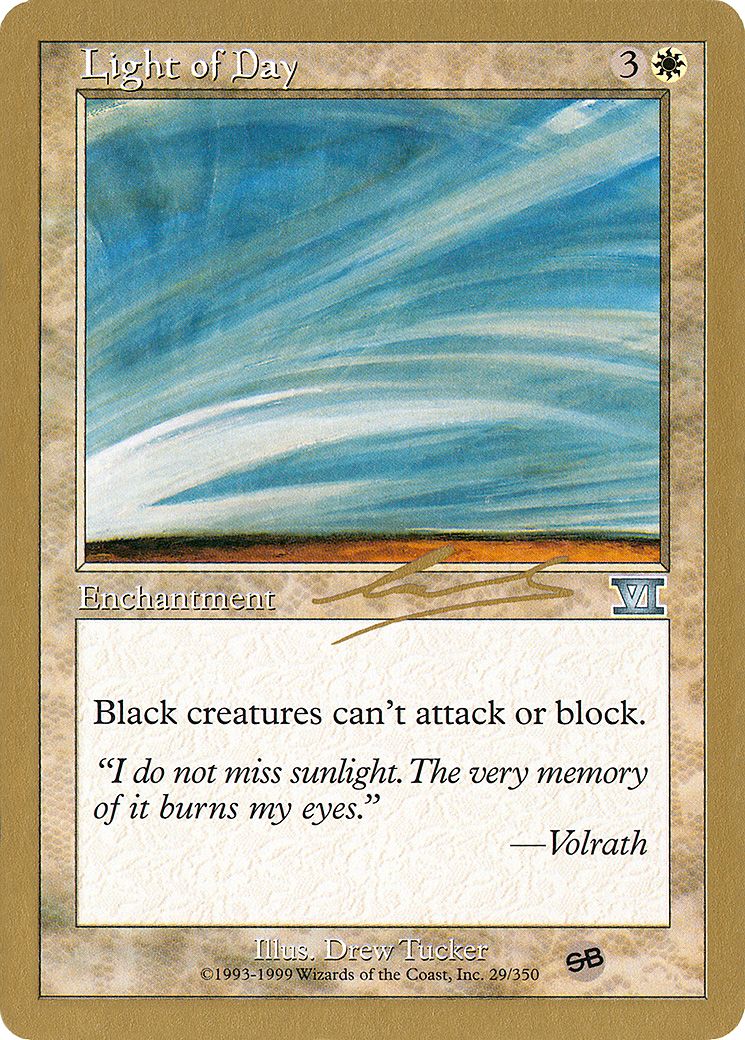 Light of Day 3
Enchantment VI
Black creatures can't attack or block.
“I do not miss sunlight. The very memory
of it burns my eyes.”
—Volrath
Illus. Drew Tucker
©1993-1999 Wizards of the Coast, Inc. 29/350
SB